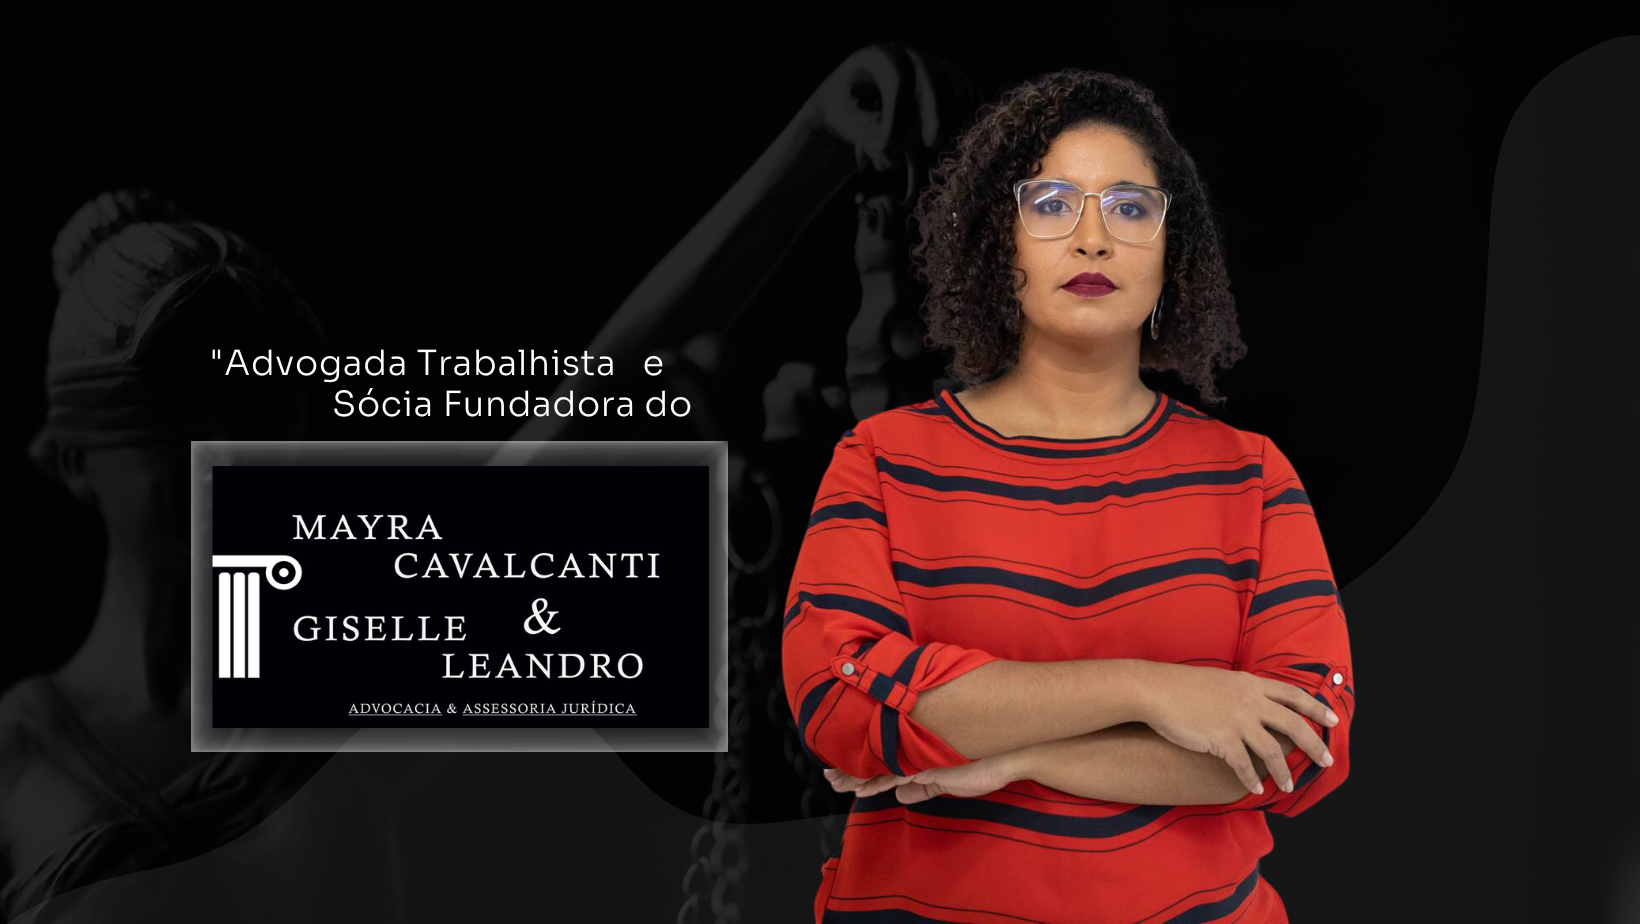 "Advogada Trabalhista e
Sócia Fundadora do
MAYRA
CAVALCANTI
&
GISELLE
LEANDRO
ADVOCACIA & ASSESSORIA JURÍDICA